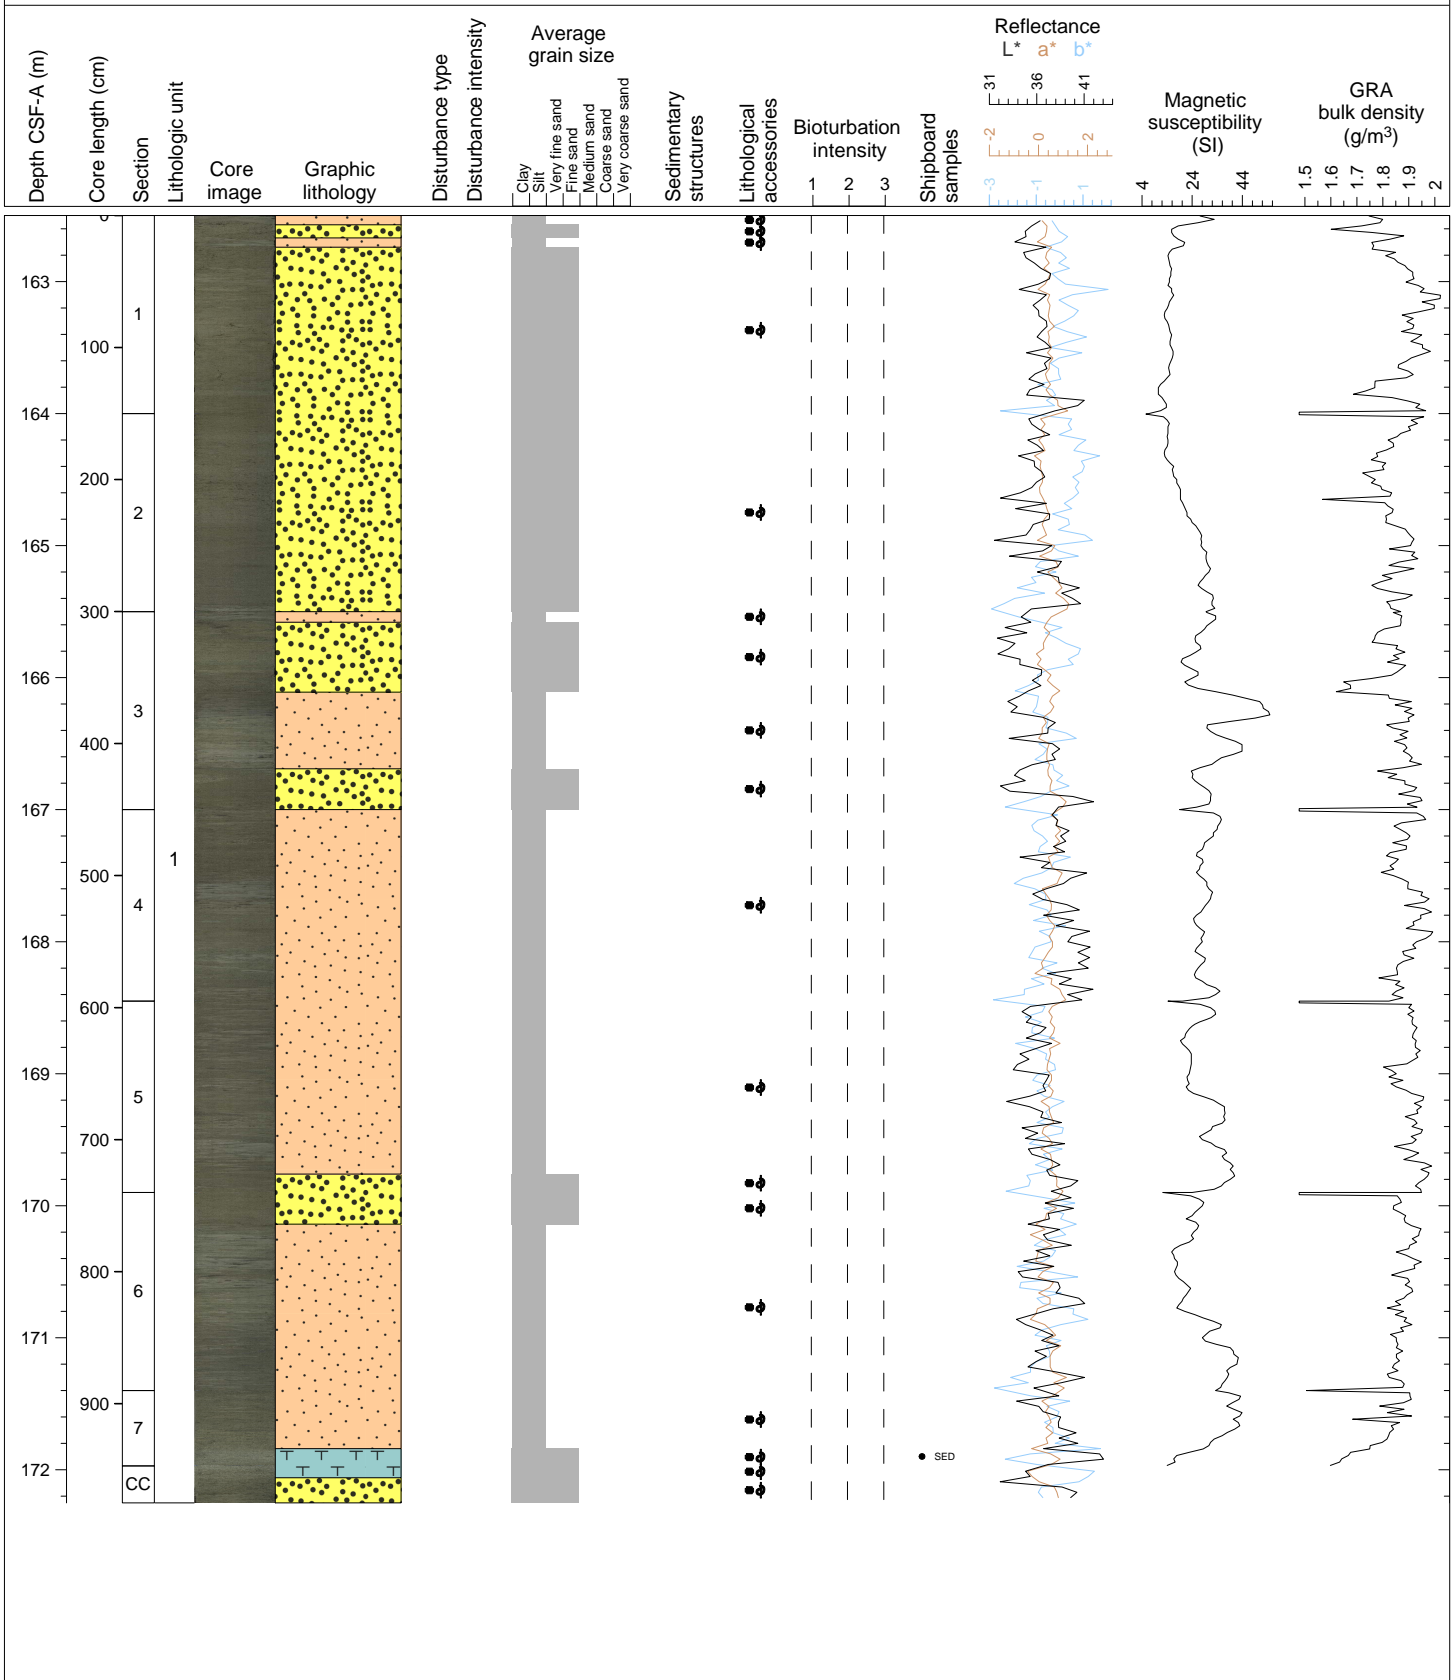 Depth CSF-A (m)
Core length (cm)
Section
Lithologic unit
Core
image
Graphic
lithology
Disturbance type
Disturbance intensity
Average
grain size
Clay
Silt
Very fine sand
Fine sand
Medium sand
Coarse sand
Very coarse sand
Sedimentary
structures
Lithological
accessories
Bioturbation
intensity
1 2 3
Shipboard
samples
Reflectance
L* a* b*
31 36 41
-2 0 2
-3 -1 1
Magnetic
susceptibility
(SI)
4 24 44
GRA
bulk density
(g/m³)
1.5 1.6 1.7 1.8 1.9 2
0
163
1
100
164
200
2
165
300
166
3
400
167
1
500
4
168
600
169
5
700
170
800
6
171
900
7
172
SED
CC